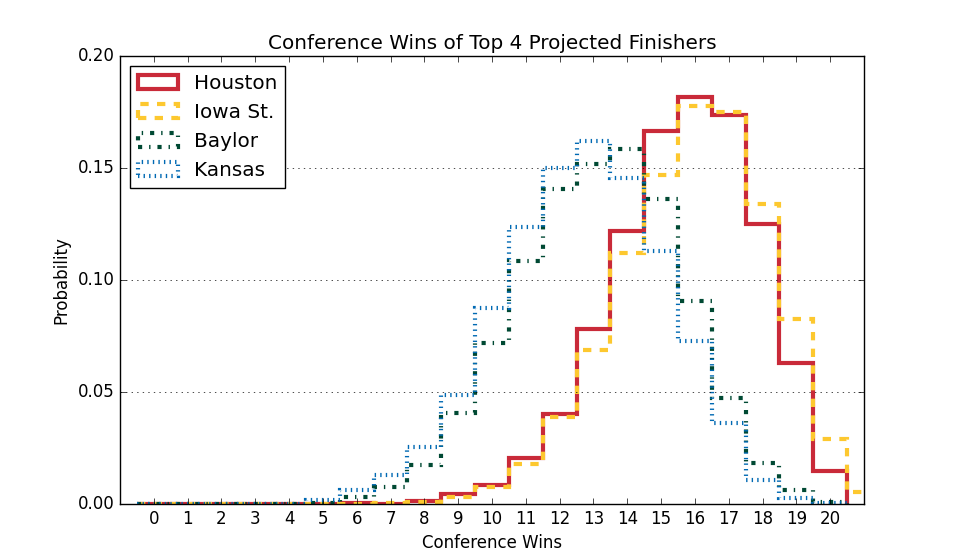 Conference Wins of Top 4 Projected Finishers
0.20
0.15
0.10
0.05
0.00
Probability
Houston
Iowa St.
Baylor
Kansas
0 1 2 3 4 5 6 7 8 9 10 11 12 13 14 15 16 17 18 19 20
Conference Wins